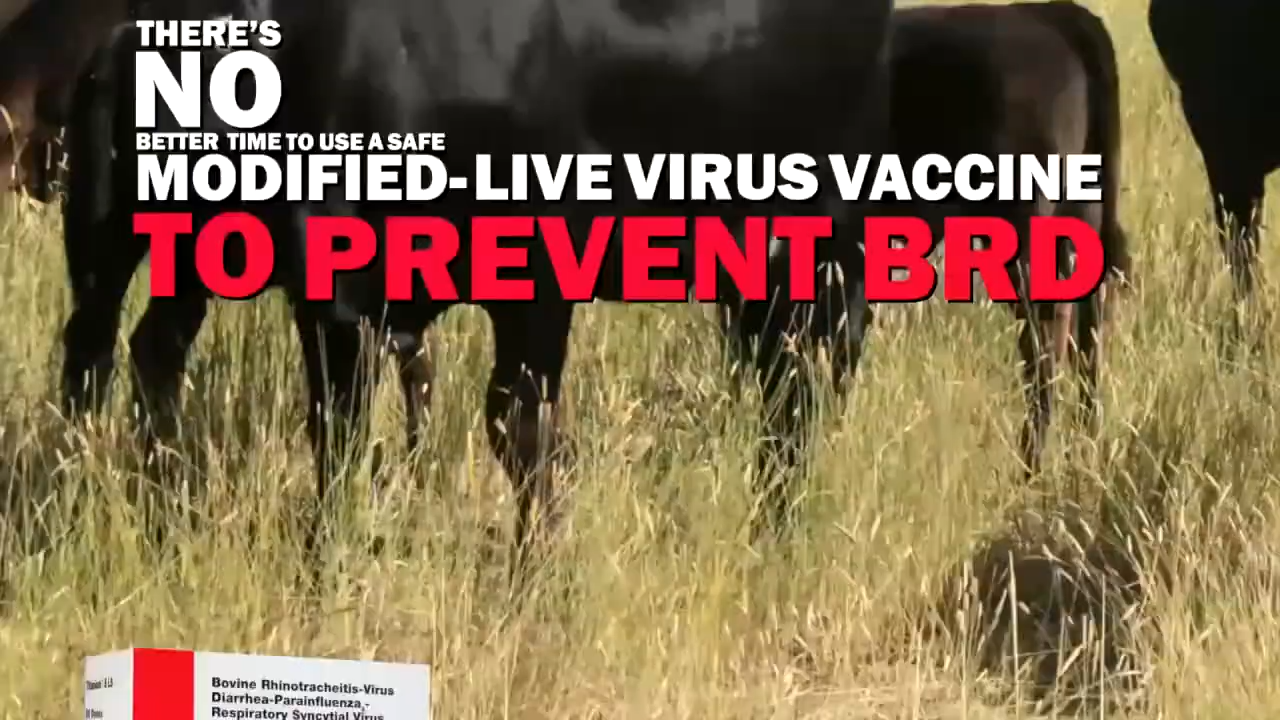 THERE'S
NO
BETTER TIME TO USE A SAFE
MODIFIED-LIVE VIRUS VACCINE
TO PREVENT BRD
Bovine Rhinotracheitis-Virus
Diarrhea-Parainfluenza3-
Respiratory Syncytial Virus